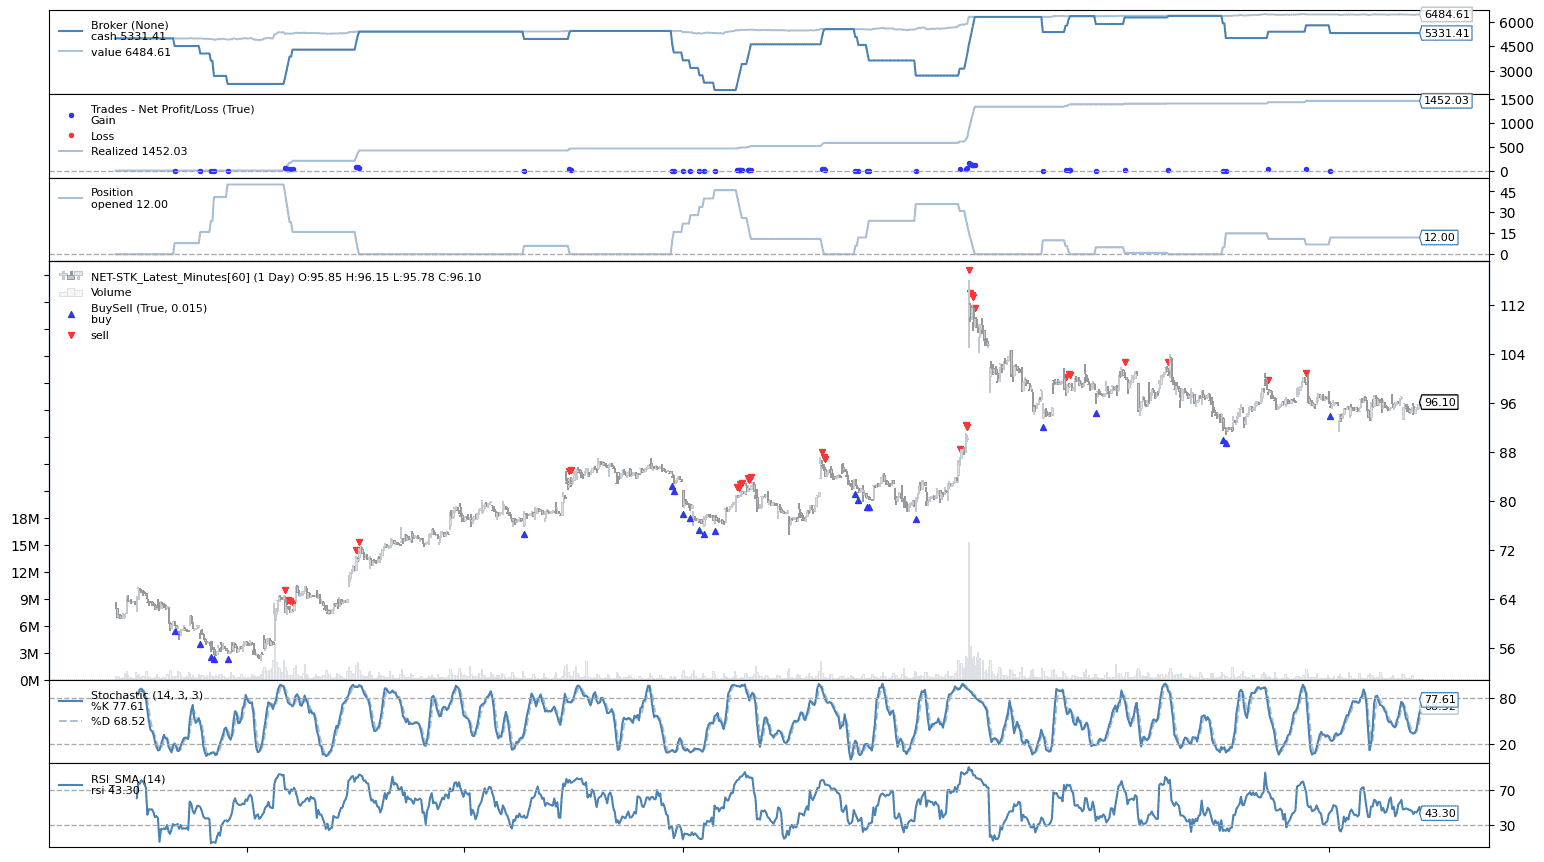 Broker (None)
cash 5331.41
value 6484.61
6484.61
6000
5331.41
4500
3000
Trades - Net Profit/Loss (True)
Gain
Loss
Realized 1452.03
1500
1452.03
1000
500
0
Position
opened 12.00
45
30
15
12.00
0
NET-STK_Latest_Minutes[60] (1 Day) O:95.85 H:96.15 L:95.78 C:96.10
Volume
BuySell (True, 0.015)
buy
sell
112
104
96
96.10
88
80
72
64
56
18M
15M
12M
9M
6M
3M
0M
Stochastic (14, 3, 3)
%K 77.61
%D 68.52
80
77.61
20
RSI_SMA (14)
rsi 43.30
70
43.30
30